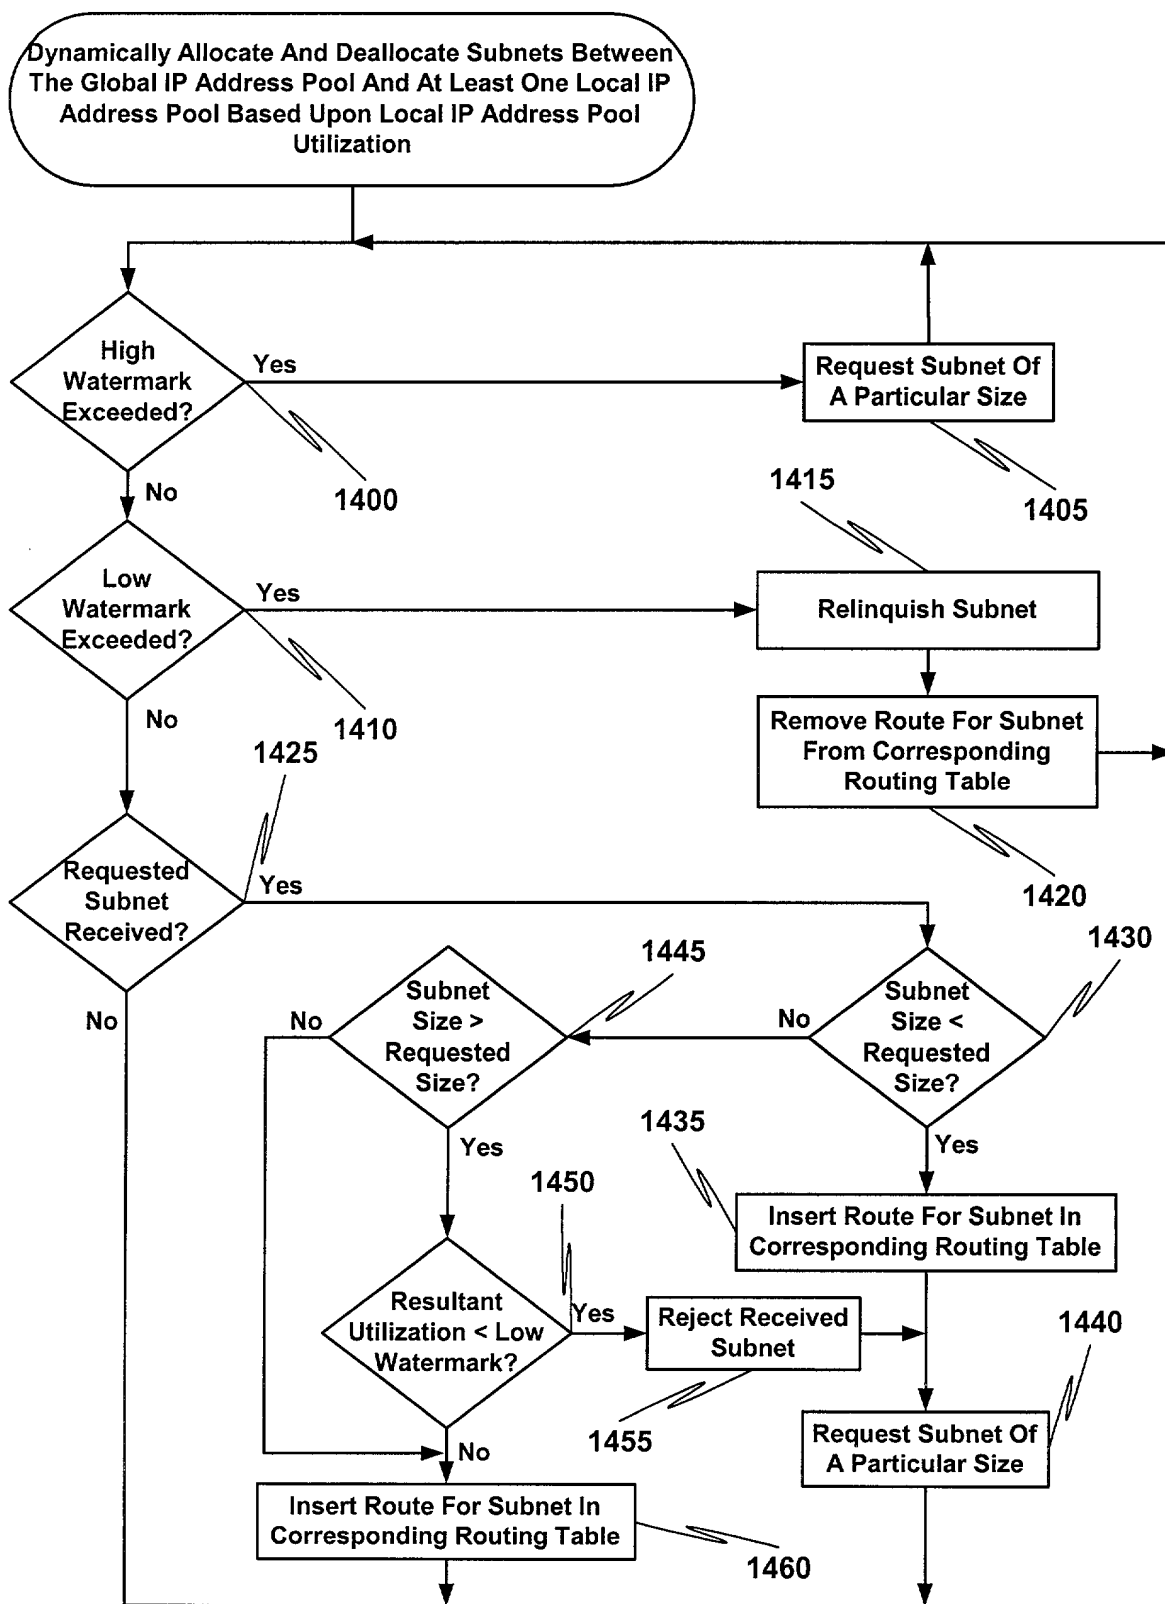 Dynamically Allocate And Deallocate Subnets Between
The Global IP Address Pool And At Least One Local IP
Address Pool Based Upon Local IP Address Pool
Utilization
High
Watermark
Exceeded?
Yes
Request Subnet Of
A Particular Size
1400
1405
No
1415
Low
Watermark
Exceeded?
Yes
Relinquish Subnet
1410
No
Remove Route For Subnet
From Corresponding
Routing Table
1425
1420
Requested
Subnet
Received?
Yes
No
1430
1445
Subnet
Size <
Requested
Size?
No
Subnet
Size >
Requested
Size?
No
Yes
Yes
1435
Insert Route For Subnet In
Corresponding Routing Table
1450
Resultant
Utilization < Low
Watermark?
Yes
Reject Received
Subnet
1440
1455
No
Request Subnet Of
A Particular Size
Insert Route For Subnet In
Corresponding Routing Table
1460